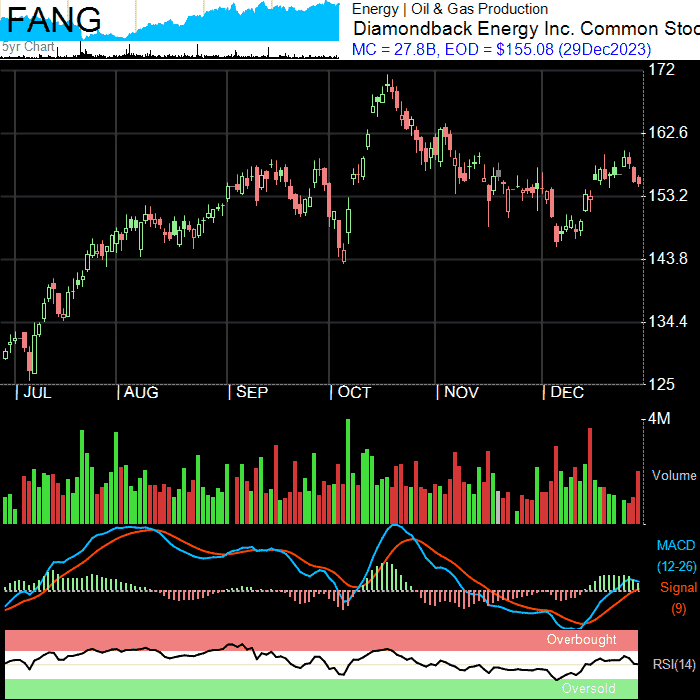 FANG
5yr Chart
Energy | Oil & Gas Production
Diamondback Energy Inc. Common Stoc
MC = 27.8B, EOD = $155.08 (29Dec2023)
172
162.6
153.2
143.8
134.4
125
JUL AUG SEP OCT NOV DEC
4M
Volume
MACD
(12-26)
Signal
(9)
Overbought
RSI(14)
Oversold